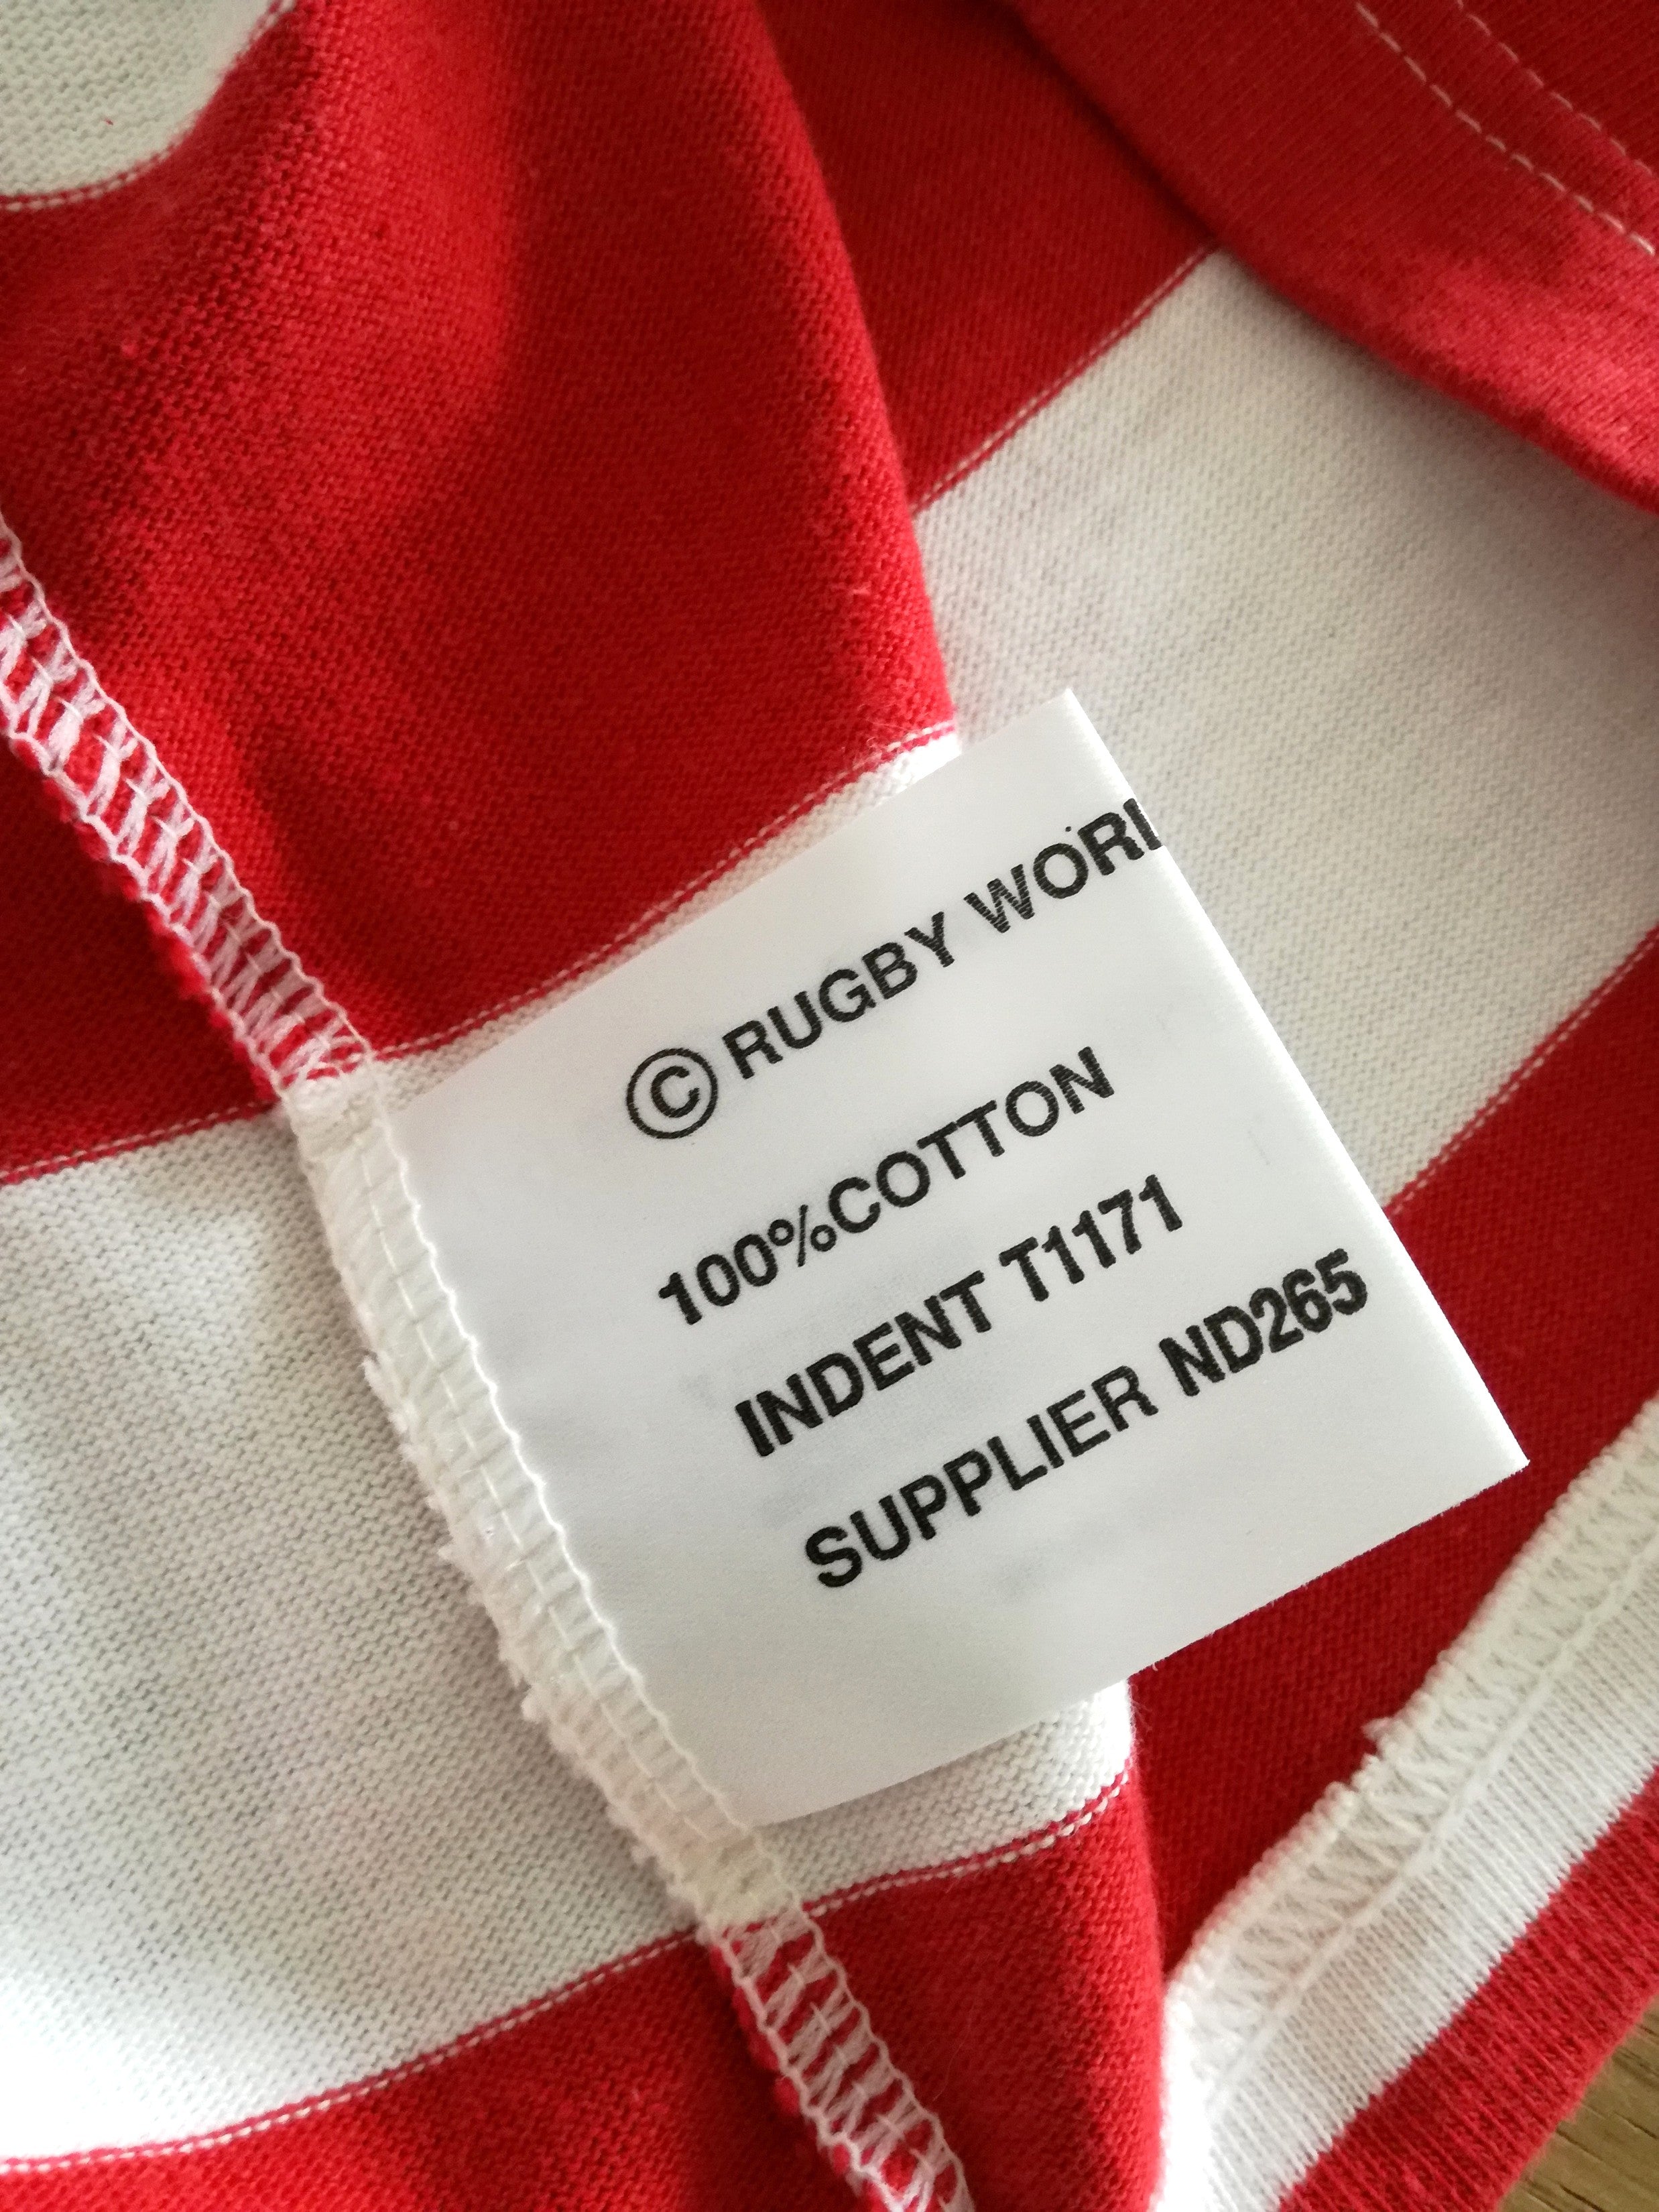 © RUGBY WORL
100%COTTON
INDENT T1171
SUPPLIER ND265